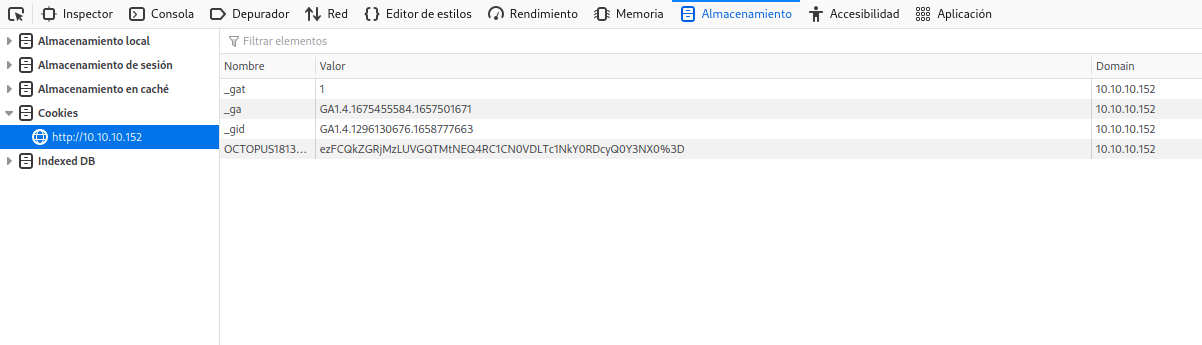 Inspector Consola Depurador Red Editor de estilos Rendimiento Memoria Almacenamiento Accesibilidad Aplicación
Almacenamiento local
Almacenamiento de sesión
Almacenamiento en caché
Cookies
http://10.10.10.152
Indexed DB
Filtrar elementos
Nombre Valor Domain
_gat 1 10.10.10.152
_ga GA1.4.1675455584.1657501671 10.10.10.152
_gid GA1.4.1296130676.1658777663 10.10.10.152
OCTOPUS1813... ezFCQkZGRjMzLUVGQTMtNEQ4RC1CN0VDLTc1NkY0RDcyQ0Y3NX0%3D 10.10.10.152